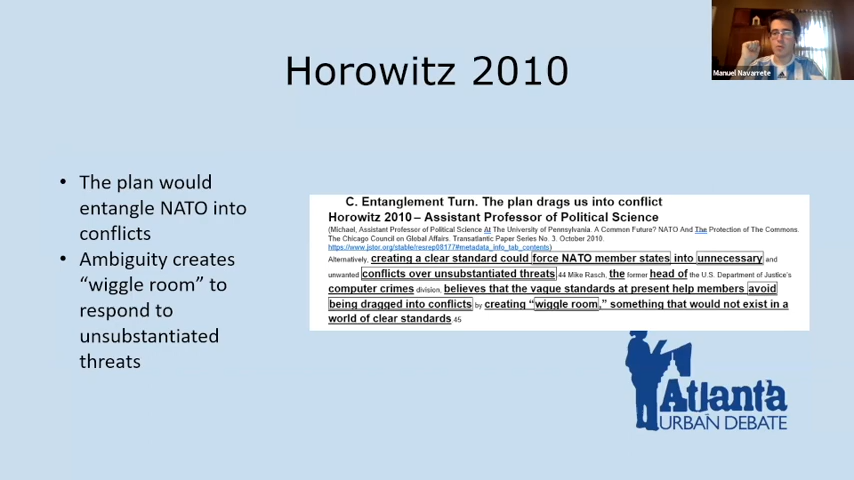 Manuel Navarrete
Horowitz 2010
• The plan would
entangle NATO into
conflicts
• Ambiguity creates
“wiggle room” to
respond to
unsubstantiated
threats
C. Entanglement Turn. The plan drags us into conflict
Horowitz 2010 – Assistant Professor of Political Science
(Michael, Assistant Professor of Political Science At The University of Pennsylvania. A Common Future? NATO And The Protection of The Commons.
The Chicago Council on Global Affairs. Transatlantic Paper Series No. 3. October 2010.
https://www.jstor.org/stable/resrep08177#metadata_info_tab_contents)
Alternatively, creating a clear standard could force NATO member states into unnecessary and
unwanted conflicts over unsubstantiated threats.44 Mike Rasch, the former head of the U.S. Department of Justice's
computer crimes division, believes that the vague standards at present help members avoid
being dragged into conflicts by creating “wiggle room,” something that would not exist in a
world of clear standards.45
Atlanta
URBAN DEBATE